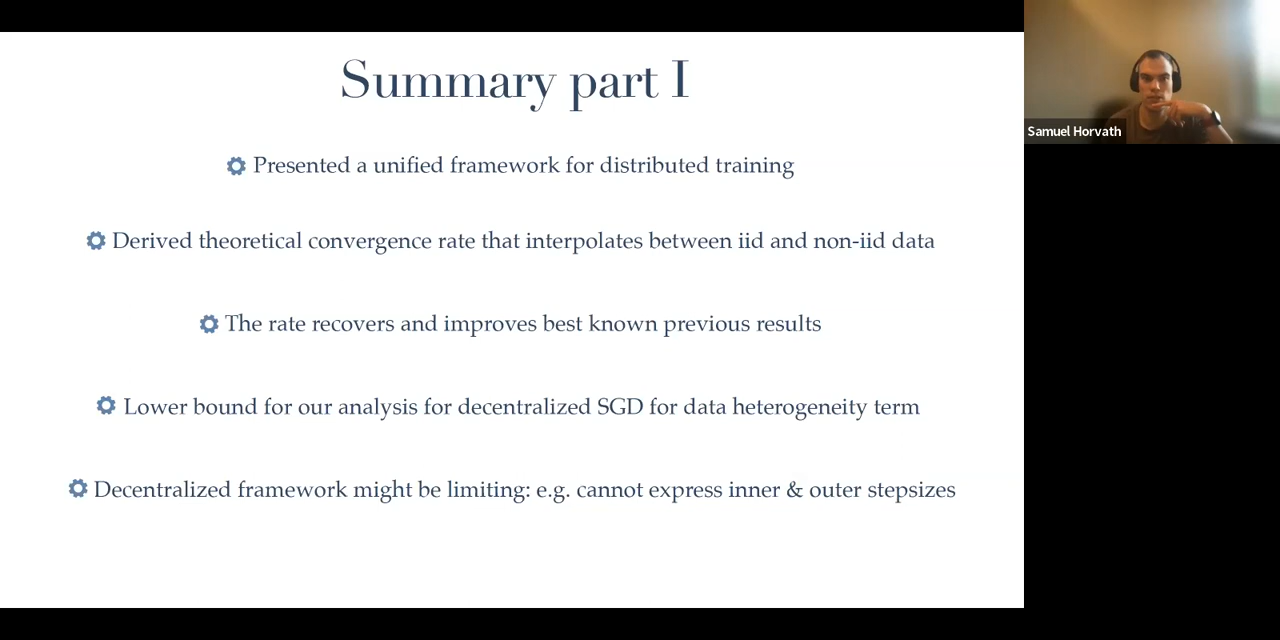 Summary part I
Presented a unified framework for distributed training
Derived theoretical convergence rate that interpolates between iid and non-iid data
The rate recovers and improves best known previous results
Lower bound for our analysis for decentralized SGD for data heterogeneity term
Decentralized framework might be limiting: e.g. cannot express inner & outer stepsizes
Samuel Horvath